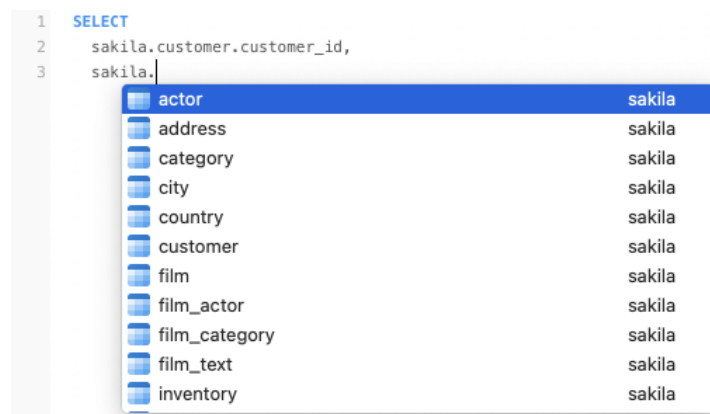 1 SELECT
2 sakila.customer.customer_id,
3 sakila.
actor sakila
address sakila
category sakila
city sakila
country sakila
customer sakila
film sakila
film_actor sakila
film_category sakila
film_text sakila
inventory sakila